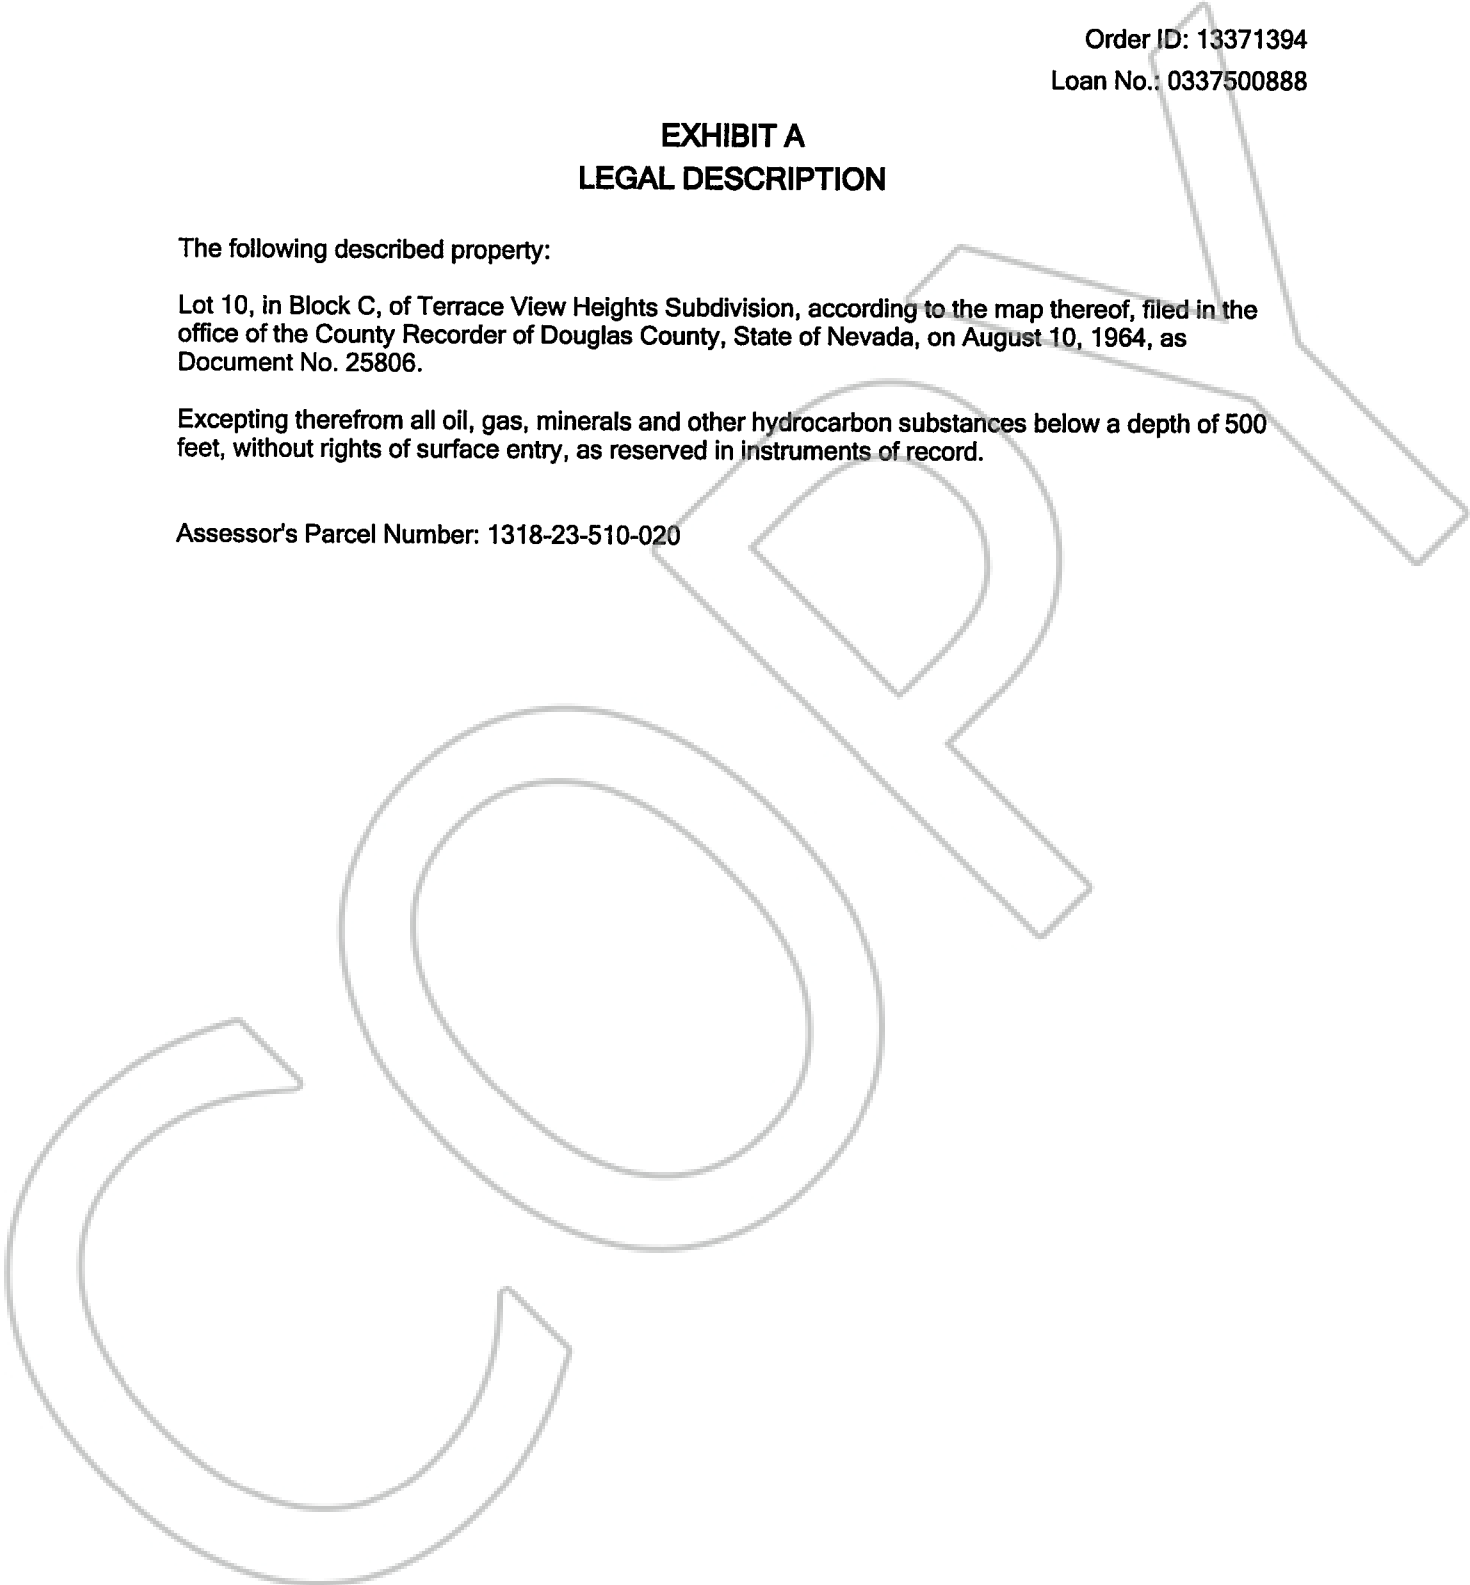 Order ID: 13371394
Loan No.: 0337500888
EXHIBIT A
LEGAL DESCRIPTION
The following described property:
Lot 10, in Block C, of Terrace View Heights Subdivision, according to the map thereof, filed in the
office of the County Recorder of Douglas County, State of Nevada, on August 10, 1964, as
Document No. 25806.
Excepting therefrom all oil, gas, minerals and other hydrocarbon substances below a depth of 500
feet, without rights of surface entry, as reserved in instruments of record.
Assessor's Parcel Number: 1318-23-510-020
COPY